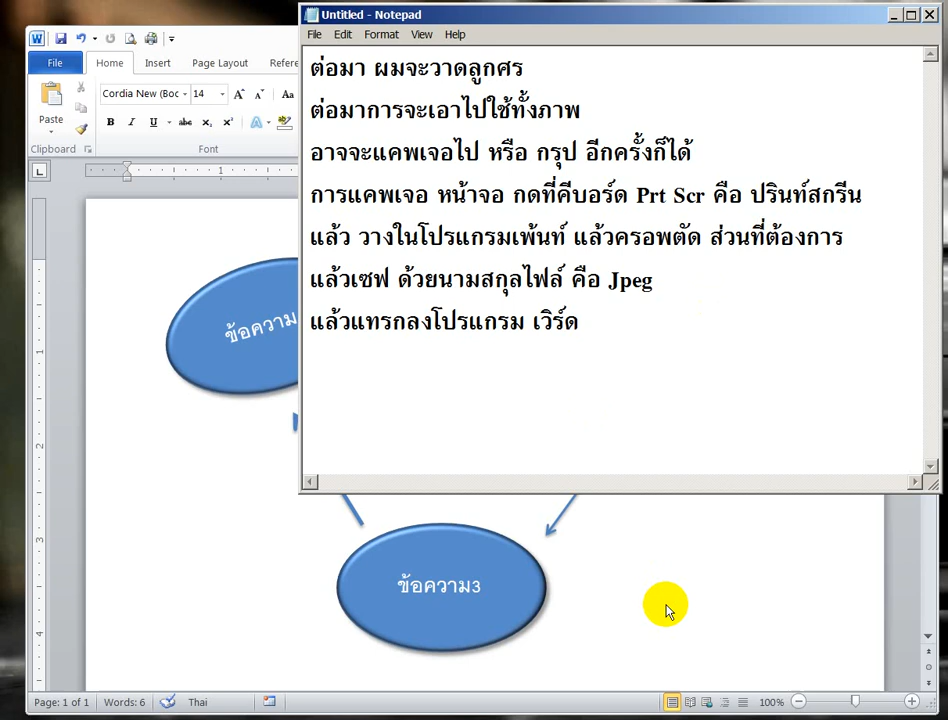 Untitled - Notepad
File Edit Format View Help
ต่อมา ผมจะวาดลูกศร
ต่อมาการจะเอาไปใช้ทั้งภาพ
อาจจะแคพเจอไป หรือ กรุป อีกครั้งก็ได้
การแคพเจอ หน้าจอ กดที่คีบอร์ด Prt Scr คือ ปรินท์สกรีน
แล้ว วางในโปรแกรมเพ้นท์ แล้วครอพตัด ส่วนที่ต้องการ
แล้วเซฟ ด้วยนามสกุลไฟล์ คือ Jpeg
แล้วแทรกลงโปรแกรม เวิร์ด
File Home Insert Page Layout Refere
Paste
Cordia New (Boc 14 A A Aa
B I U abc x₂ x² A
Clipboard Font
1
1
2
3
4
ข้อความ
ข้อความ3
Page: 1 of 1 Words: 6 Thai 100%